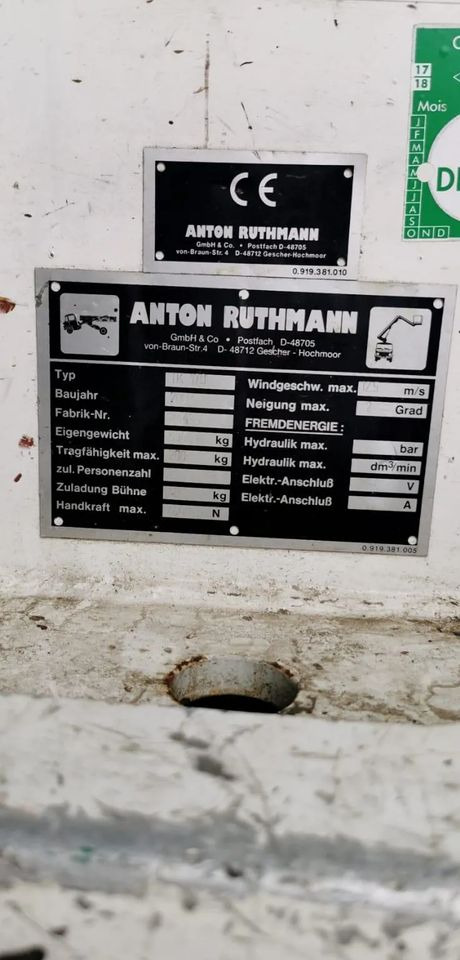 17
18
Mois
J
F
M
A
M
J
J
A
S
O N D
CE
ANTON RUTHMANN
GmbH & Co. • Postfach D-48705
von-Braun-Str. 4 D-48712 Gescher-Hochmoor
0.919.381.010
ANTON RUTHMANN
GmbH & Co • Postfach D-48705
von-Braun-Str.4 D- 48712 Gescher - Hochmoor
Typ
Baujahr
Fabrik-Nr.
Eigengewicht kg
Tragfähigkeit max. kg
zul. Personenzahl
Zuladung Bühne kg
Handkraft max. N
Windgeschw. max. m/s
Neigung max. Grad
FREMDENERGIE :
Hydraulik max. bar
Hydraulik max. dm³/min
Elektr.-Anschluß V
Elektr.-Anschluß A
0.919.381.005